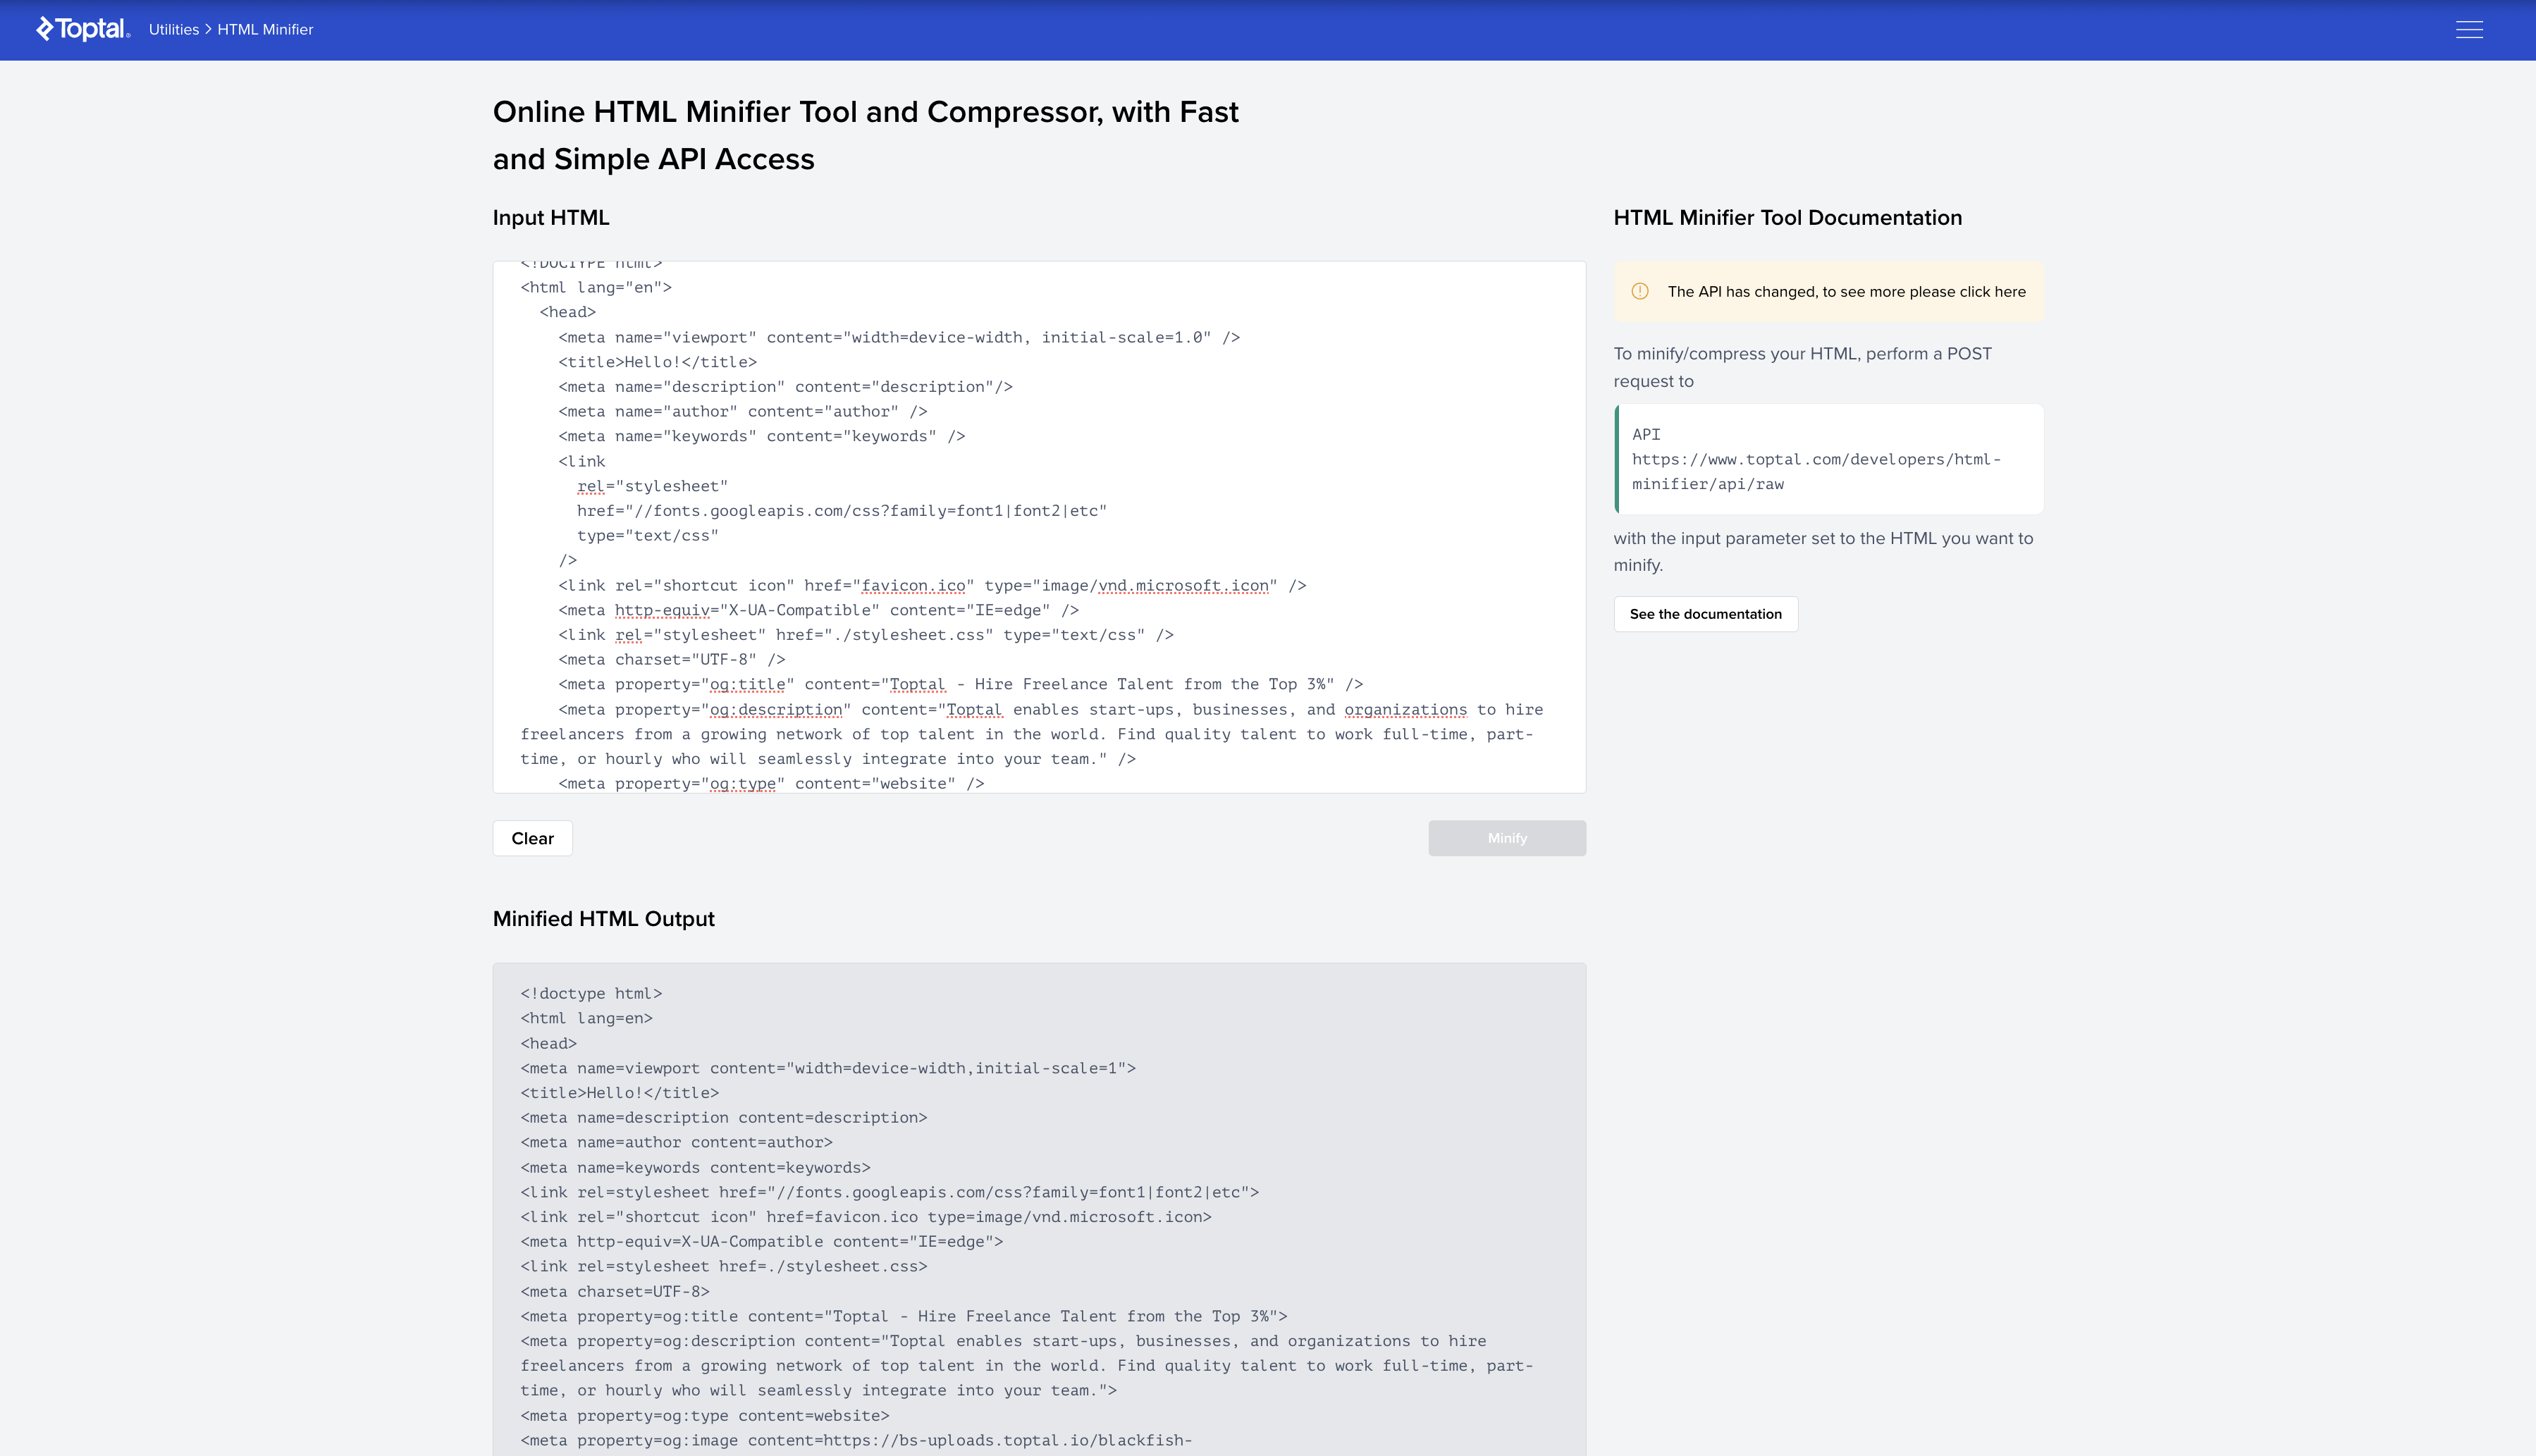 Toptal®
Utilities > HTML Minifier
Online HTML Minifier Tool and Compressor, with Fast
and Simple API Access
Input HTML
<!DOCTYPE html>
<html lang="en">
  <head>
    <meta name="viewport" content="width=device-width, initial-scale=1.0" />
    <title>Hello!</title>
    <meta name="description" content="description"/>
    <meta name="author" content="author" />
    <meta name="keywords" content="keywords" />
    <link
      rel="stylesheet"
      href="//fonts.googleapis.com/css?family=font1|font2|etc"
      type="text/css"
    />
    <link rel="shortcut icon" href="favicon.ico" type="image/vnd.microsoft.icon" />
    <meta http-equiv="X-UA-Compatible" content="IE=edge" />
    <link rel="stylesheet" href="./stylesheet.css" type="text/css" />
    <meta charset="UTF-8" />
    <meta property="og:title" content="Toptal - Hire Freelance Talent from the Top 3%" />
    <meta property="og:description" content="Toptal enables start-ups, businesses, and organizations to hire
freelancers from a growing network of top talent in the world. Find quality talent to work full-time, part-
time, or hourly who will seamlessly integrate into your team." />
    <meta property="og:type" content="website" />
Clear
Minify
HTML Minifier Tool Documentation
The API has changed, to see more please click here
To minify/compress your HTML, perform a POST
request to
API
https://www.toptal.com/developers/html-
minifier/api/raw
with the input parameter set to the HTML you want to
minify.
See the documentation
Minified HTML Output
<!doctype html>
<html lang=en>
<head>
<meta name=viewport content="width=device-width,initial-scale=1">
<title>Hello!</title>
<meta name=description content=description>
<meta name=author content=author>
<meta name=keywords content=keywords>
<link rel=stylesheet href="//fonts.googleapis.com/css?family=font1|font2|etc">
<link rel="shortcut icon" href=favicon.ico type=image/vnd.microsoft.icon>
<meta http-equiv=X-UA-Compatible content="IE=edge">
<link rel=stylesheet href=./stylesheet.css>
<meta charset=UTF-8>
<meta property=og:title content="Toptal - Hire Freelance Talent from the Top 3%">
<meta property=og:description content="Toptal enables start-ups, businesses, and organizations to hire
freelancers from a growing network of top talent in the world. Find quality talent to work full-time, part-
time, or hourly who will seamlessly integrate into your team.">
<meta property=og:type content=website>
<meta property=og:image content=https://bs-uploads.toptal.io/blackfish-